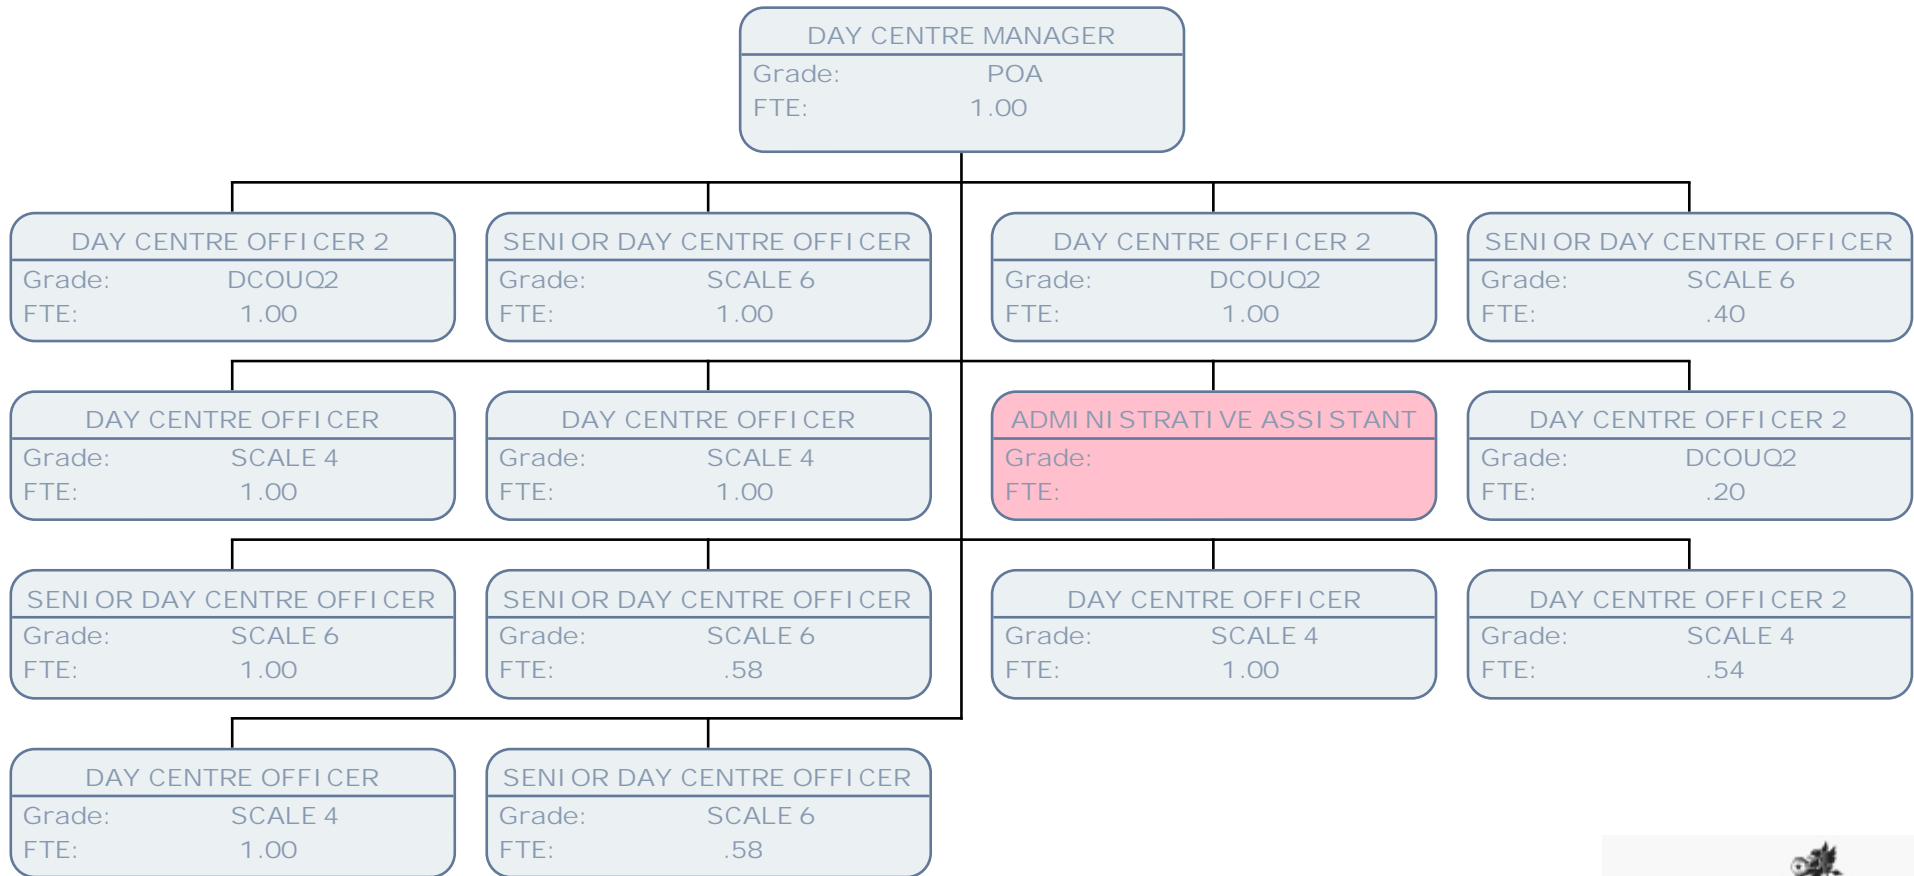 DAY CENTRE MANAGER
Grade: POA
FTE: 1.00
DAY CENTRE OFFICER 2
Grade: DCOUQ2
FTE: 1.00
SENIOR DAY CENTRE OFFICER
Grade: SCALE 6
FTE: 1.00
DAY CENTRE OFFICER 2
Grade: DCOUQ2
FTE: 1.00
SENIOR DAY CENTRE OFFICER
Grade: SCALE 6
FTE: .40
DAY CENTRE OFFICER
Grade: SCALE 4
FTE: 1.00
DAY CENTRE OFFICER
Grade: SCALE 4
FTE: 1.00
ADMINISTRATIVE ASSISTANT
Grade:
FTE:
DAY CENTRE OFFICER 2
Grade: DCOUQ2
FTE: .20
SENIOR DAY CENTRE OFFICER
Grade: SCALE 6
FTE: 1.00
SENIOR DAY CENTRE OFFICER
Grade: SCALE 6
FTE: .58
DAY CENTRE OFFICER
Grade: SCALE 4
FTE: 1.00
DAY CENTRE OFFICER 2
Grade: SCALE 4
FTE: .54
DAY CENTRE OFFICER
Grade: SCALE 4
FTE: 1.00
SENIOR DAY CENTRE OFFICER
Grade: SCALE 6
FTE: .58